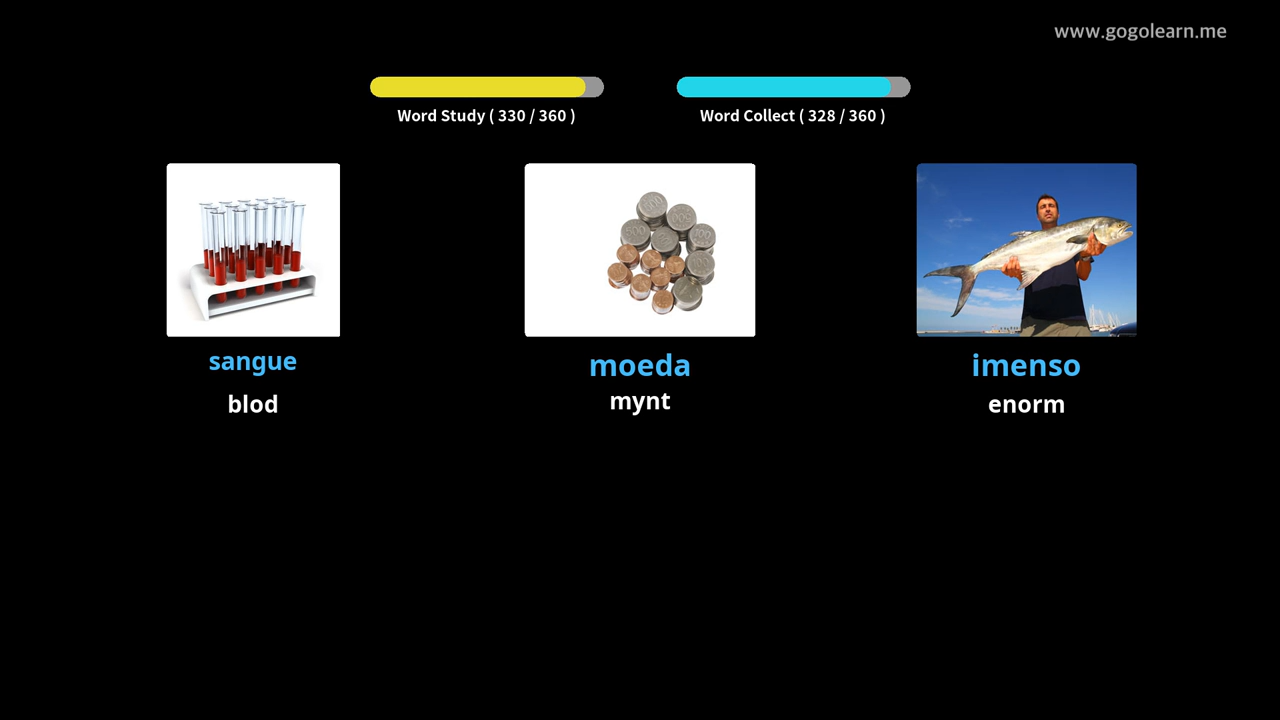 www.gogolearn.me
Word Study ( 330 / 360 )
Word Collect ( 328 / 360 )
sangue
blod
moeda
mynt
imenso
enorm